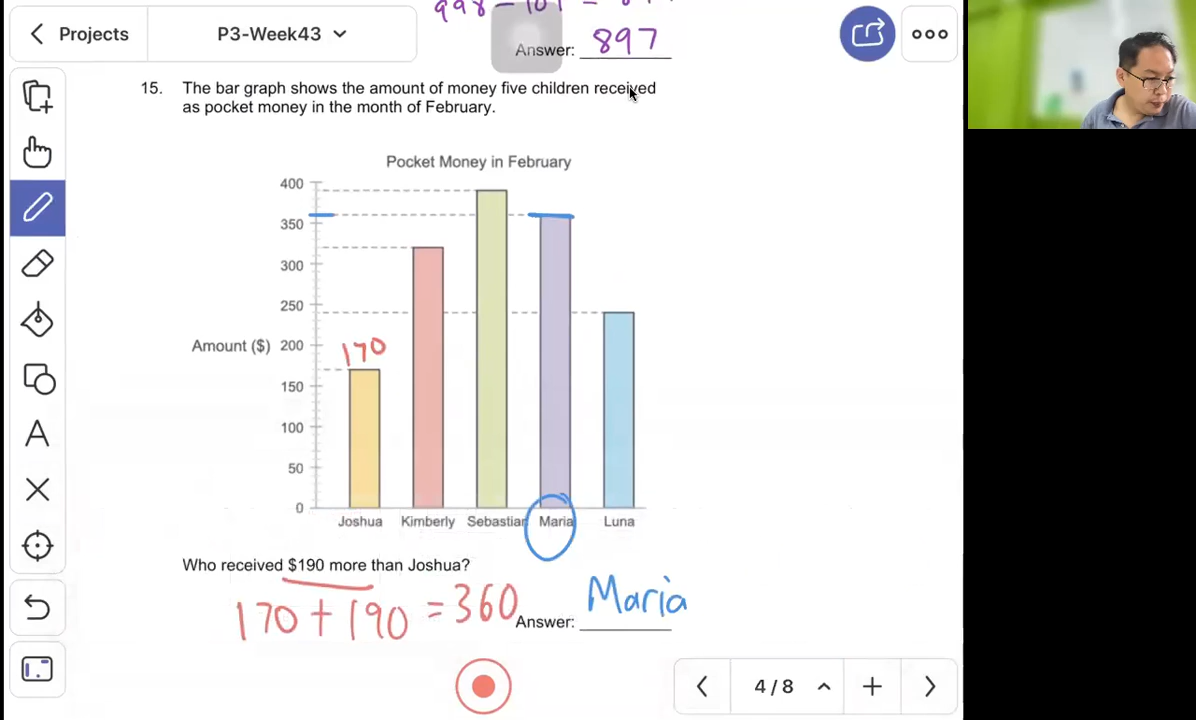 998 - 101 =
Projects
P3-Week43
Answer: 897
15. The bar graph shows the amount of money five children received
as pocket money in the month of February.
Pocket Money in February
400
350
300
250
Amount ($) 200
170
150
100
50
0
Joshua Kimberly Sebastian Maria Luna
Who received $190 more than Joshua?
170 + 190 = 360
Answer: Maria
4 / 8